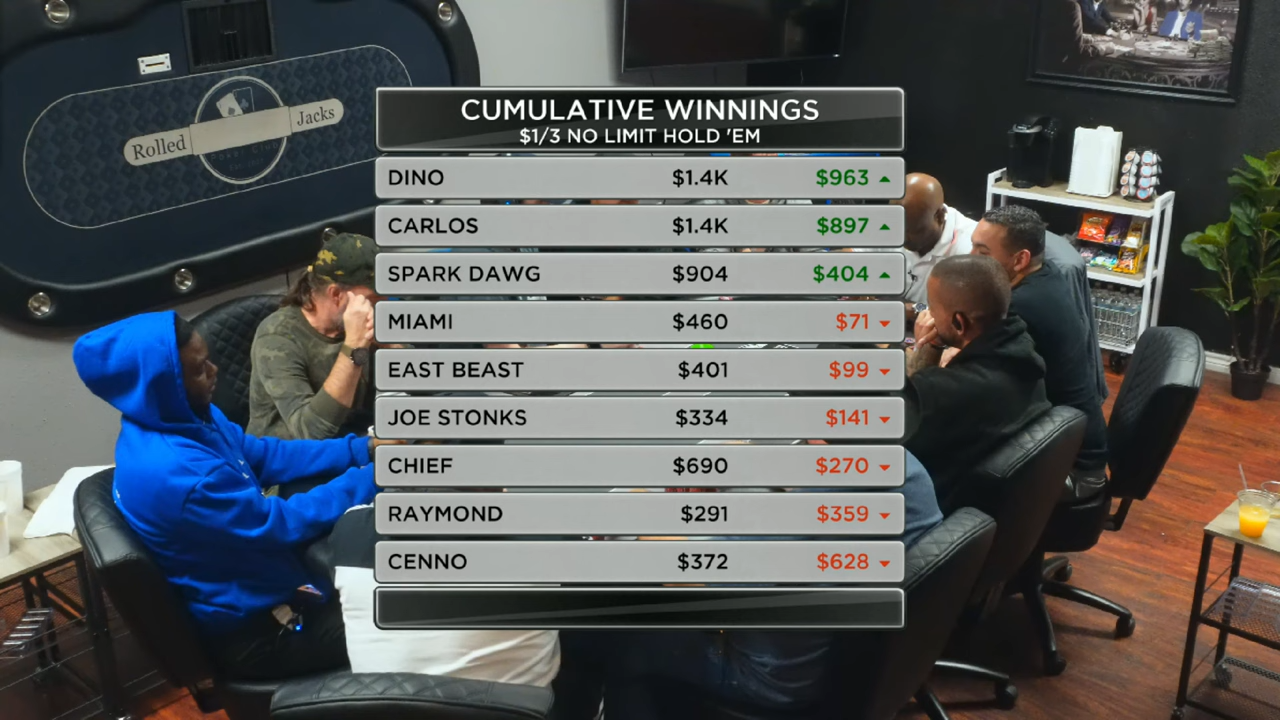 Rolled Jacks
CUMULATIVE WINNINGS
$1/3 NO LIMIT HOLD 'EM
DINO $1.4K $963
CARLOS $1.4K $897
SPARK DAWG $904 $404
MIAMI $460 $71
EAST BEAST $401 $99
JOE STONKS $334 $141
CHIEF $690 $270
RAYMOND $291 $359
CENNO $372 $628